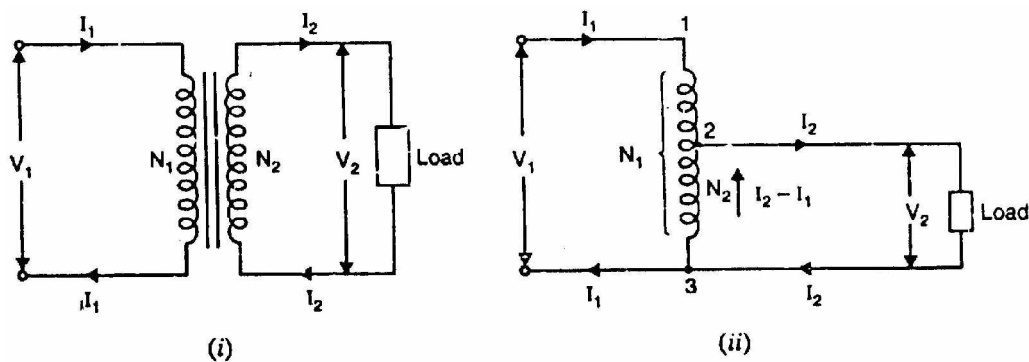 I₁
I₂
V₁
N₁
N₂
V₂
Load
I₁
I₂
(i)
I₁
1
V₁
N₁
2
I₂
N₂
I₂ – I₁
V₂
Load
I₁
3
I₂
(ii)